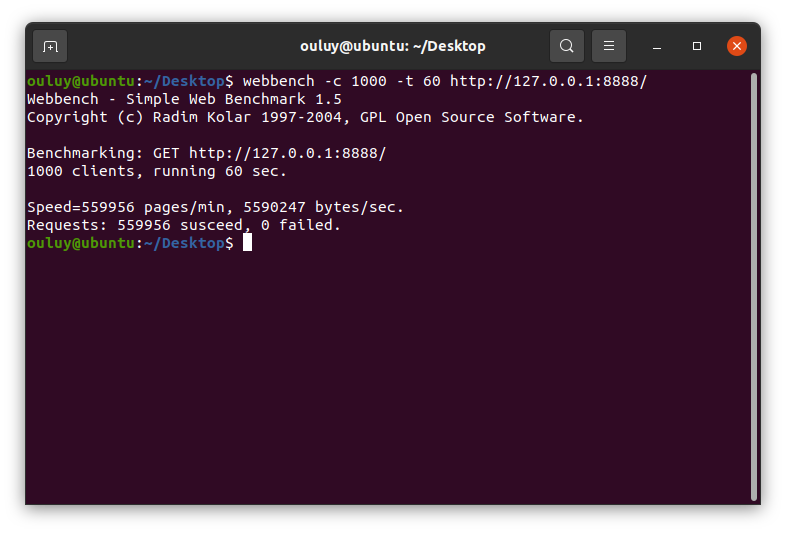 ouluy@ubuntu: ~/Desktop
ouluy@ubuntu:~/Desktop$ webbench -c 1000 -t 60 http://127.0.0.1:8888/
Webbench - Simple Web Benchmark 1.5
Copyright (c) Radim Kolar 1997-2004, GPL Open Source Software.
Benchmarking: GET http://127.0.0.1:8888/
1000 clients, running 60 sec.
Speed=559956 pages/min, 5590247 bytes/sec.
Requests: 559956 susceed, 0 failed.
ouluy@ubuntu:~/Desktop$